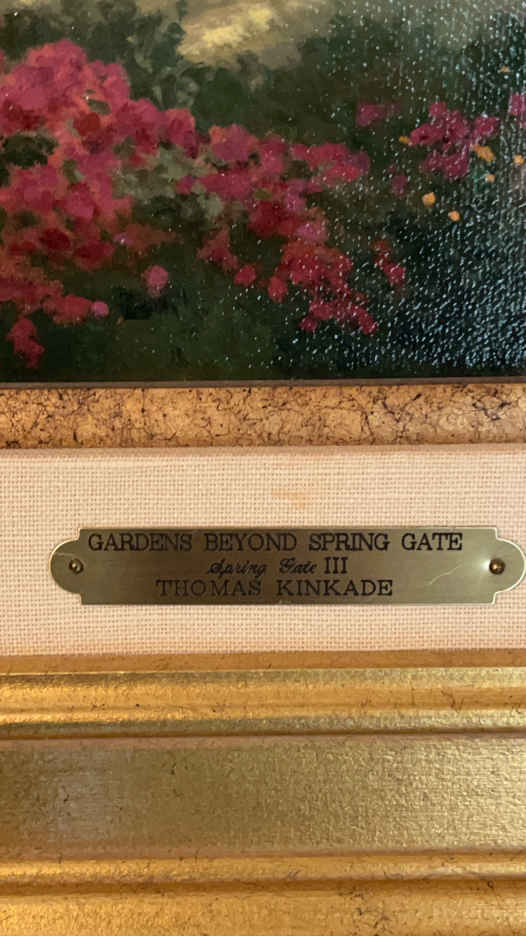 GARDENS BEYOND SPRING GATE
Spring Gate III
THOMAS KINKADE